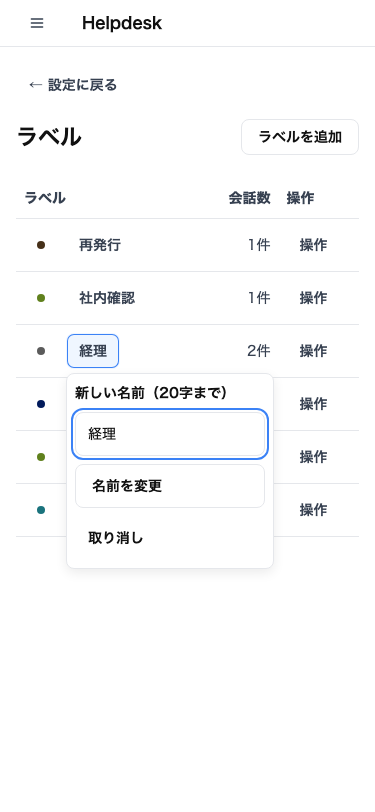 Helpdesk
← 設定に戻る
ラベル
ラベルを追加
ラベル 会話数 操作
再発行 1件 操作
社内確認 1件 操作
経理 2件 操作
新しい名前（20字まで）
操作
経理
操作
名前を変更
操作
取り消し